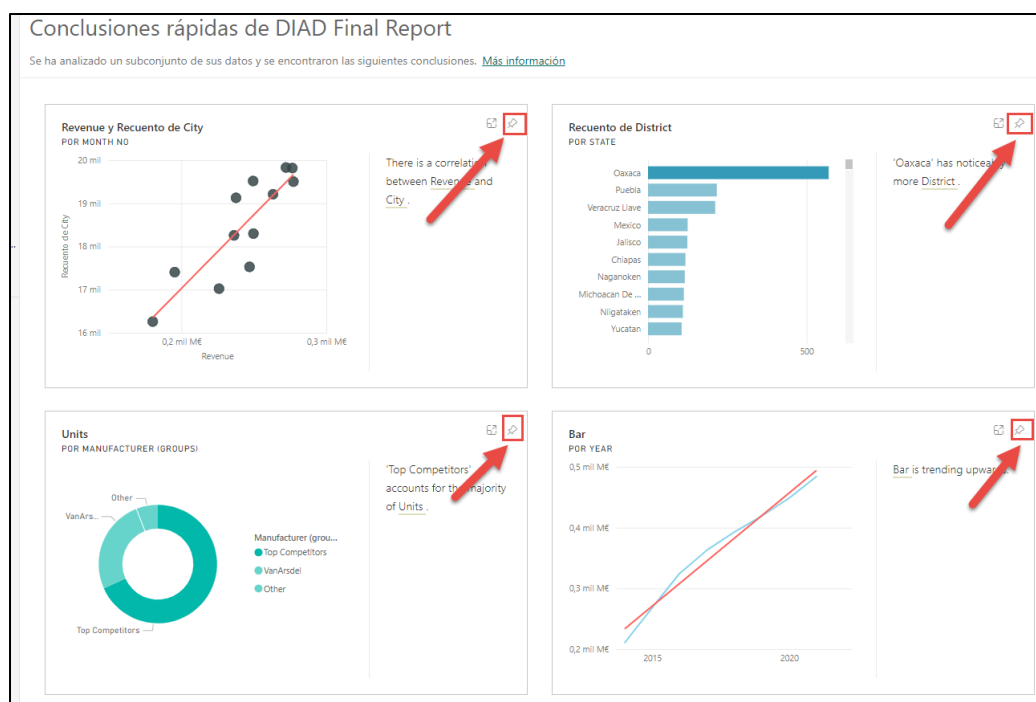 Conclusiones rápidas de DIAD Final Report
Se ha analizado un subconjunto de sus datos y se encontraron las siguientes conclusiones. Más información
Revenue y Recuento de City
POR MONTH NO
20 mil
19 mil
18 mil
17 mil
16 mil
Recuento de City
0,2 mil M€
0,3 mil M€
Revenue
There is a correlation
between Revenue and
City .
Recuento de District
POR STATE
Oaxaca
Puebla
Veracruz Llave
Mexico
Jalisco
Chiapas
Naganoken
Michoacan De ...
Niigataken
Yucatan
0
500
'Oaxaca' has noticeably
more District .
Units
POR MANUFACTURER (GROUPS)
Other
VanArs...
Top Competitors
Manufacturer (grou...
Top Competitors
VanArsdel
Other
'Top Competitors'
accounts for the majority
of Units .
Bar
POR YEAR
0,5 mil M€
0,4 mil M€
0,3 mil M€
0,2 mil M€
2015
2020
Bar is trending upwards.